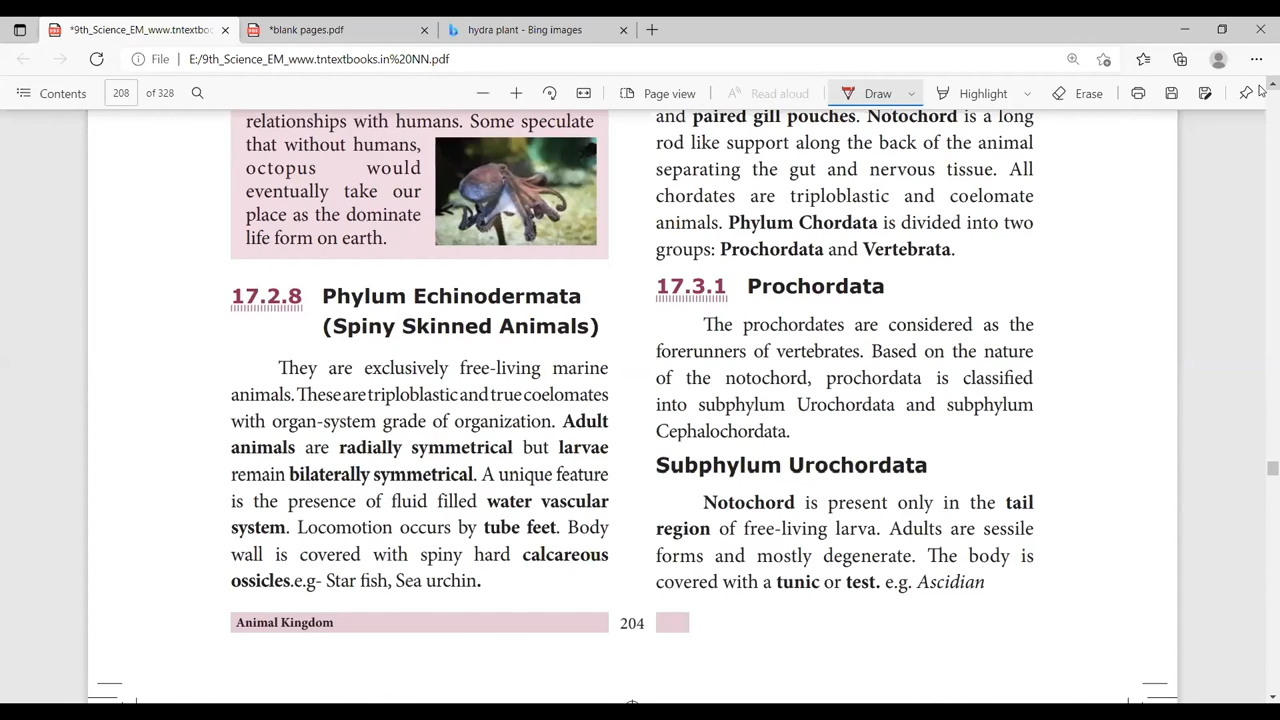 *9th_Science_EM_www.tntextboo
*blank pages.pdf
hydra plant - Bing images
File
E:/9th_Science_EM_www.tntextbooks.in%20NN.pdf
Contents
208 of 328
Page view
Read aloud
Draw
Highlight
Erase
relationships with humans. Some speculate
that without humans,
octopus would
eventually take our
place as the dominate
life form on earth.
17.2.8 Phylum Echinodermata
(Spiny Skinned Animals)
They are exclusively free-living marine
animals. These are triploblastic and true coelomates
with organ-system grade of organization. Adult
animals are radially symmetrical but larvae
remain bilaterally symmetrical. A unique feature
is the presence of fluid filled water vascular
system. Locomotion occurs by tube feet. Body
wall is covered with spiny hard calcareous
ossicles.e.g- Star fish, Sea urchin.
and paired gill pouches. Notochord is a long
rod like support along the back of the animal
separating the gut and nervous tissue. All
chordates are triploblastic and coelomate
animals. Phylum Chordata is divided into two
groups: Prochordata and Vertebrata.
17.3.1 Prochordata
The prochordates are considered as the
forerunners of vertebrates. Based on the nature
of the notochord, prochordata is classified
into subphylum Urochordata and subphylum
Cephalochordata.
Subphylum Urochordata
Notochord is present only in the tail
region of free-living larva. Adults are sessile
forms and mostly degenerate. The body is
covered with a tunic or test. e.g. Ascidian
Animal Kingdom
204